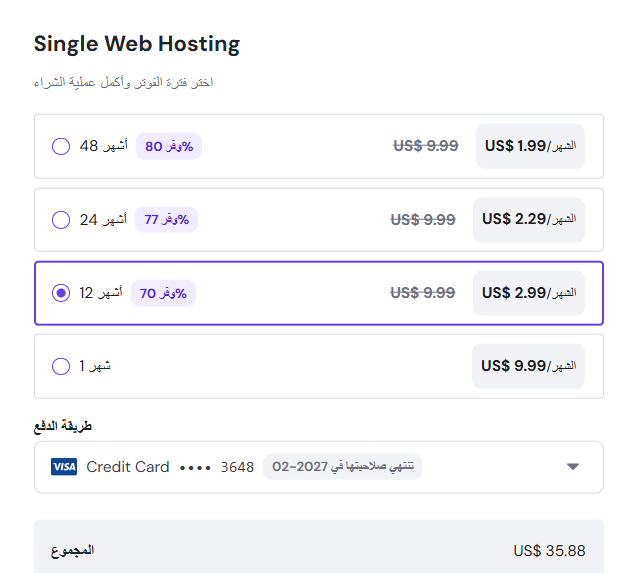 Single Web Hosting
اختر فترة الفوتر وأكمل عملية الشراء
48 أشهر وفر 80% US$ 9.99 US$ 1.99/الشهر
24 أشهر وفر 77% US$ 9.99 US$ 2.29/الشهر
12 أشهر وفر 70% US$ 9.99 US$ 2.99/الشهر
1 شهر US$ 9.99/الشهر
طريقة الدفع
VISA Credit Card •••• 3648 تنتهي صلاحيتها في 2027-02
المجموع US$ 35.88